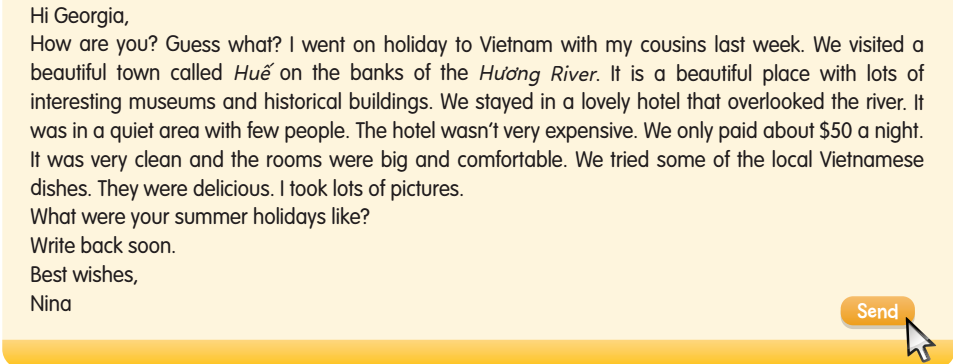 Hi Georgia,
How are you? Guess what? I went on holiday to Vietnam with my cousins last week. We visited a
beautiful town called Huế on the banks of the Hương River. It is a beautiful place with lots of
interesting museums and historical buildings. We stayed in a lovely hotel that overlooked the river. It
was in a quiet area with few people. The hotel wasn't very expensive. We only paid about $50 a night.
It was very clean and the rooms were big and comfortable. We tried some of the local Vietnamese
dishes. They were delicious. I took lots of pictures.
What were your summer holidays like?
Write back soon.
Best wishes,
Nina
Send